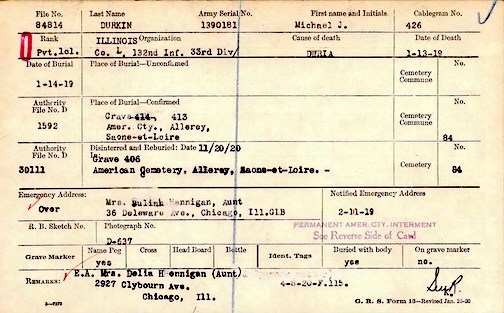 File No. Last Name Army Serial No. First name and Initials. Cablegram No.
84814 DURKIN 1390181 Michael J. 426
Rank Organization Cause of death Date of Death
ILLINOIS
Pvt.1cl. Co. L, 132nd Inf. 33rd Div/ 1-13-19
Date of Burial Place of Burial—Unconfirmed No.
1-14-19 Cemetery
Commune
Authority Place of Burial—Confirmed No.
File No. D
1592 Grave 414, 413
Amer. Cty., Allerey, Cemetery
Saone-et-Loire Commune 84
Authority Disinterred and Reburied: Date 11/20/20 No.
File No. D
Grave 406
30111 American Cemetery, Allerey, Saone-et-Loire. - Cemetery 84
Emergency Address: Notified Emergency Address
Over Mrs. Hannigan, Aunt
36 Deleware Ave., Chicago, Ill. 2-11-19
R. B. Sketch No. Photograph No. PERMANENT AMER. CTY. INTERMENT
D-627 See Reverse Side of Card
Grave Marker Name Peg Cross Head Board Bottle Ident. Tags Buried with body On grave marker
yes yes no.
REMARKS: E.A. Mrs. Delia Hennigan (Aunt)
2927 Clybourn Ave. 4-8-20-F.115.
Chicago, Ill.
G. R. S. Form 13—Revised Jan. 25-20